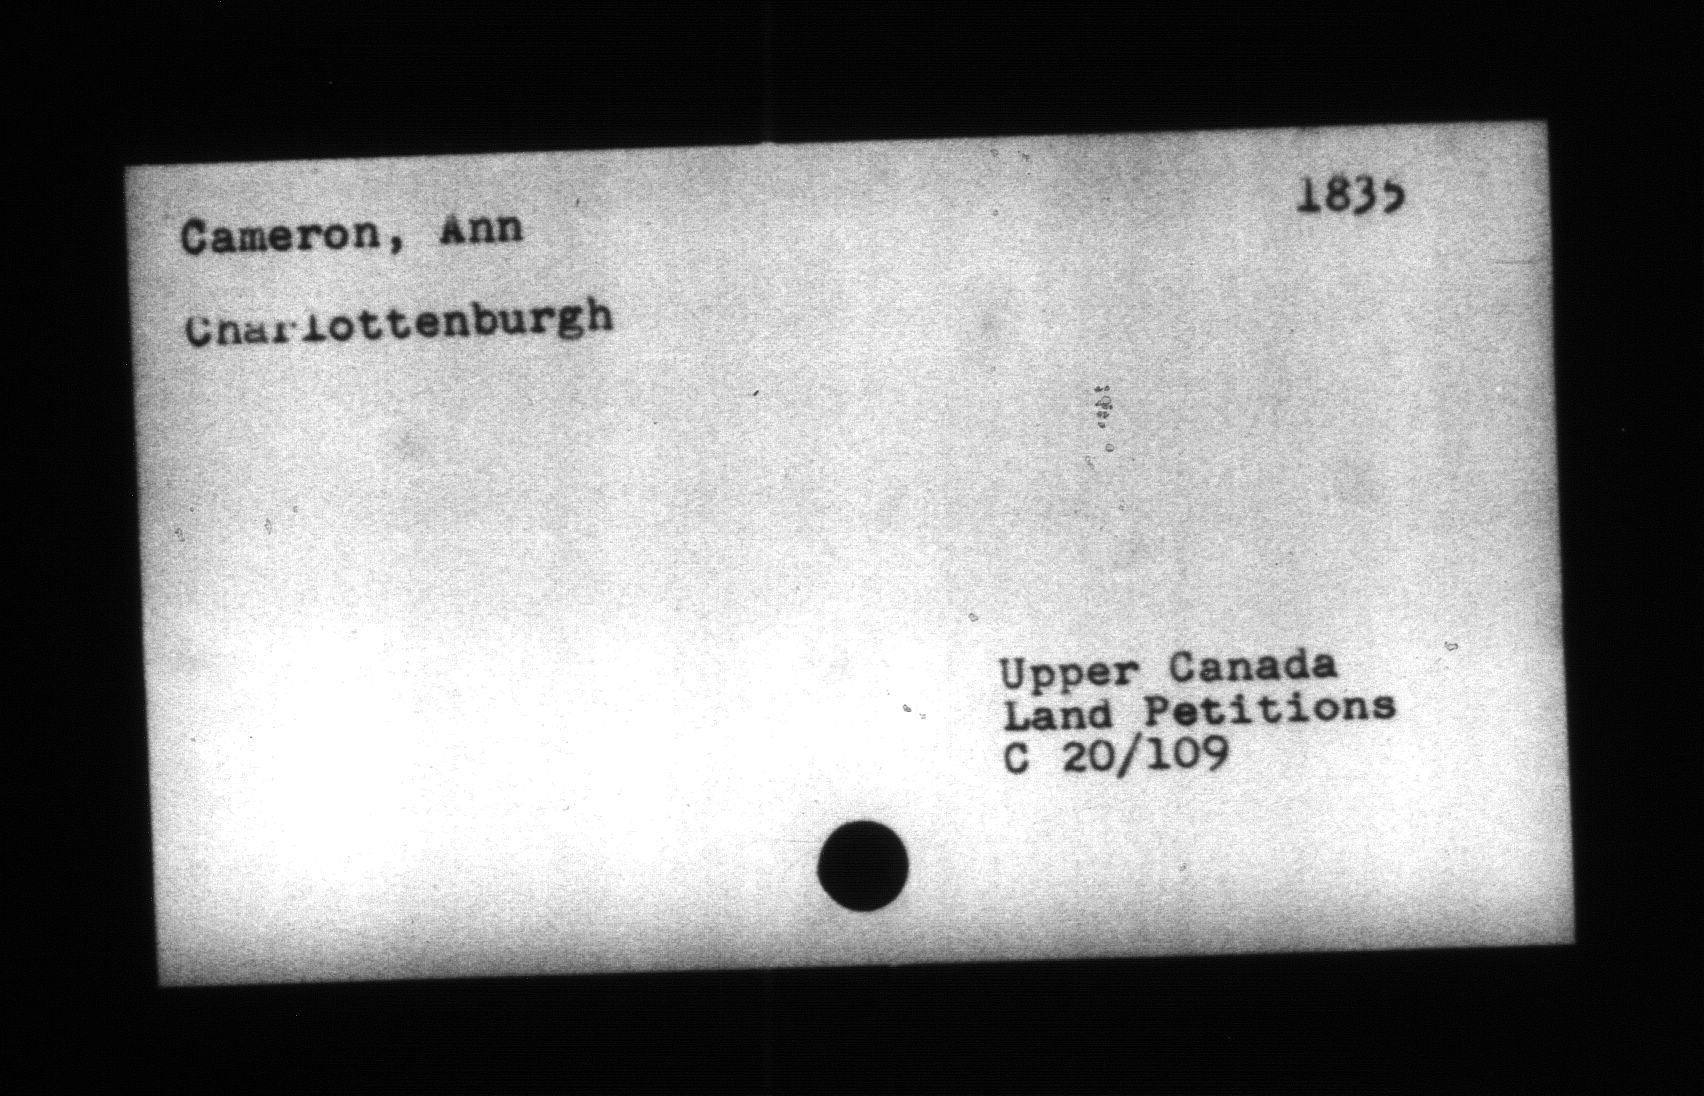 Cameron, Ann
1835
Charlottenburgh
Upper Canada
Land Petitions
C 20/109